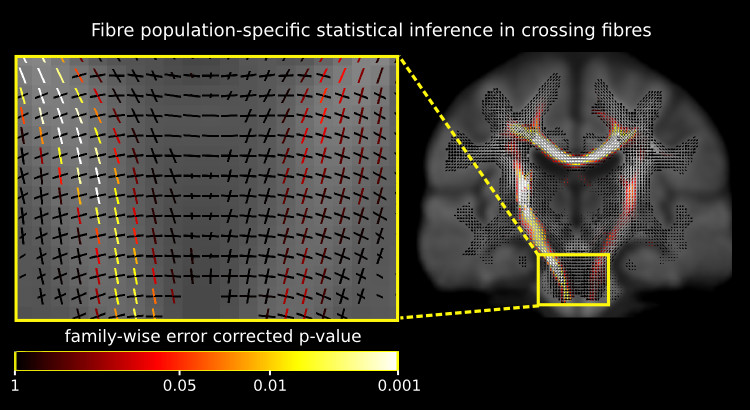 Fibre population-specific statistical inference in crossing fibres
family-wise error corrected p-value
1 0.05 0.01 0.001